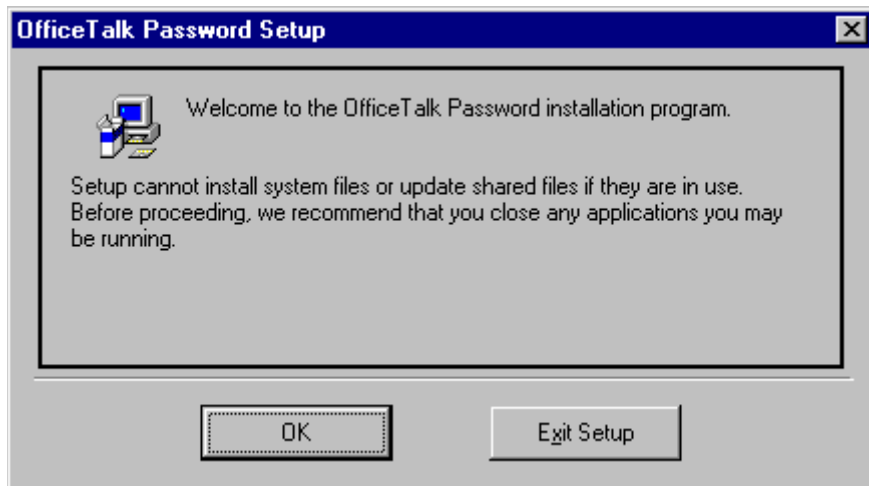 OfficeTalk Password Setup
Welcome to the OfficeTalk Password installation program.
Setup cannot install system files or update shared files if they are in use.
Before proceeding, we recommend that you close any applications you may
be running.
OK
Exit Setup